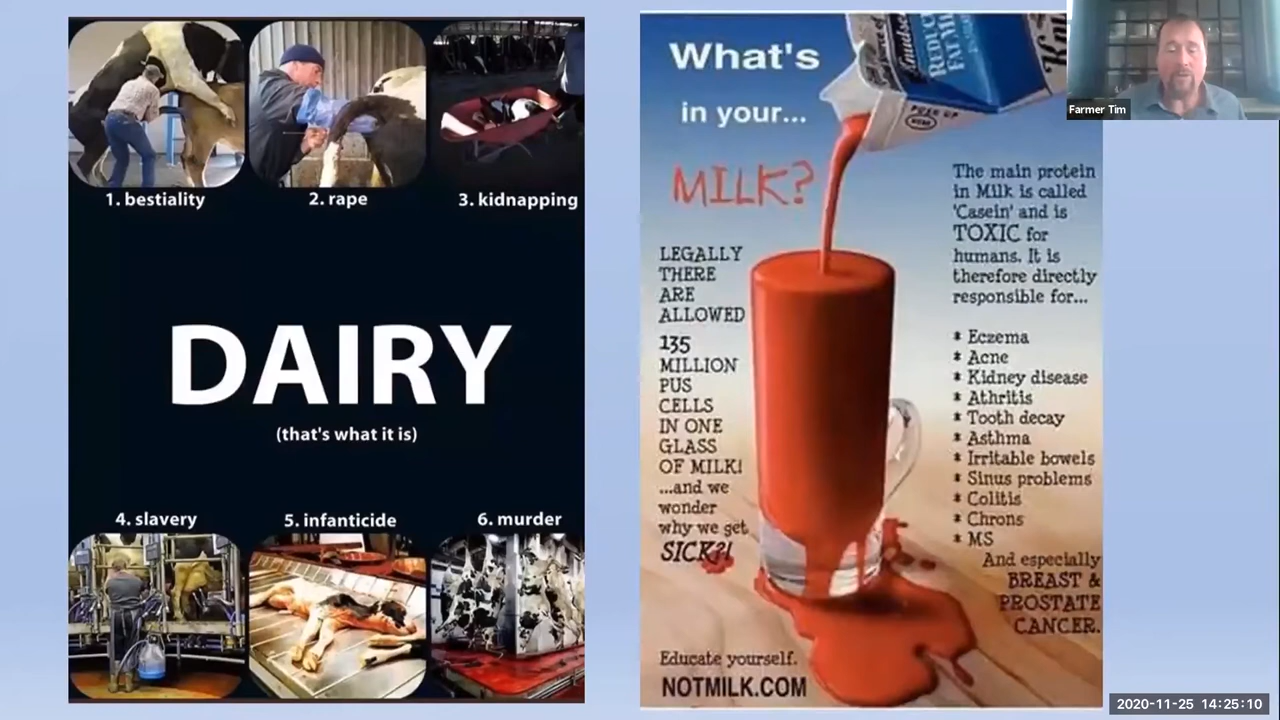 1. bestiality
2. rape
3. kidnapping
DAIRY
(that's what it is)
4. slavery
5. infanticide
6. murder
What's
in your...
MILK?
LEGALLY
THERE
ARE
ALLOWED
135
MILLION
PUS
CELLS
IN ONE
GLASS
OF MILK!
...and we
wonder
why we get
SICK?!
The main protein
in Milk is called
'Casein' and is
TOXIC for
humans. It is
therefore directly
responsible for...
* Eczema
* Acne
* Kidney disease
* Athritis
* Tooth decay
* Asthma
* Irritable bowels
* Sinus problems
* Colitis
* Chrons
* MS
And especially
BREAST &
PROSTATE
CANCER.
Educate yourself.
NOTMILK.COM
Farmer Tim
2020-11-25 14:25:10